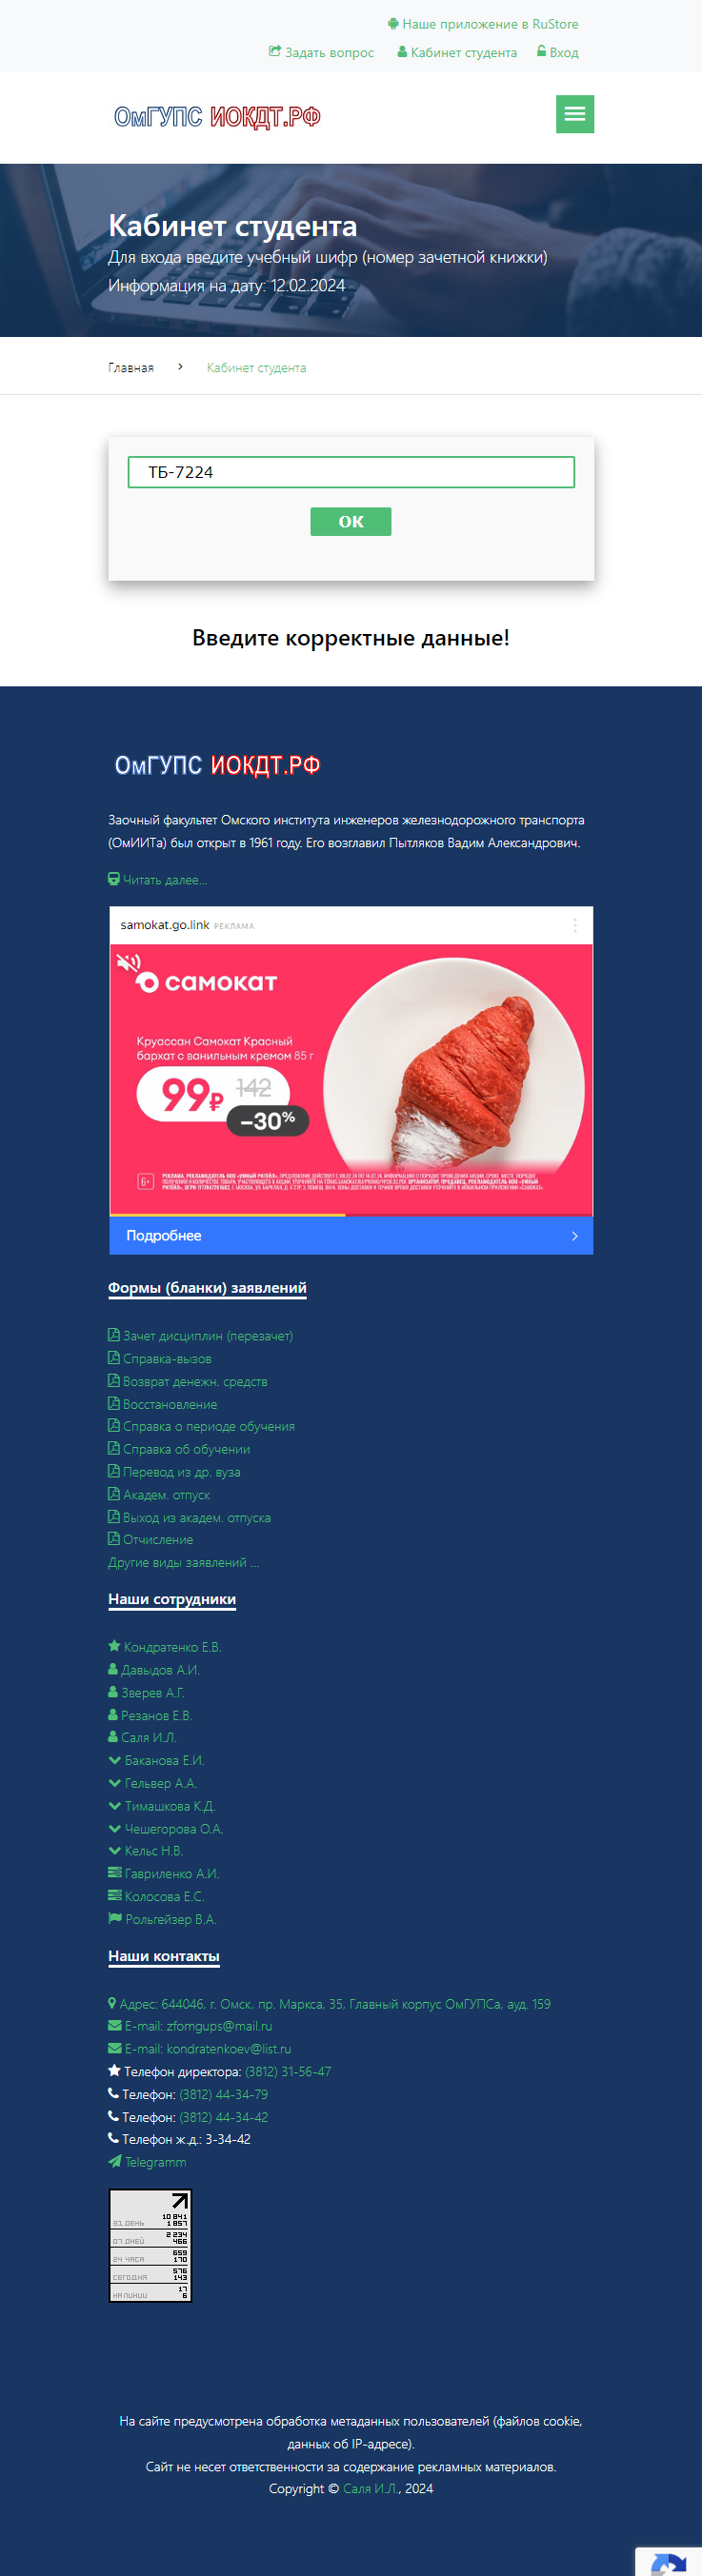 Наше приложение в RuStore
Задать вопрос Кабинет студента Вход
ОмГУПС ИОКДТ.РФ
Кабинет студента
Для входа введите учебный шифр (номер зачетной книжки)
Информация на дату: 12.02.2024
Главная > Кабинет студента
ТБ-7224
ОК
Введите корректные данные!
ОмГУПС ИОКДТ.РФ
Заочный факультет Омского института инженеров железнодорожного транспорта
(ОмИИТа) был открыт в 1961 году. Его возглавил Пытляков Вадим Александрович.
Читать далее...
samokat.go.link РЕКЛАМА
самокат
Круассан Самокат Красный
бархат с ванильным кремом 85 г
99₽ 142
–30%
6+
Подробнее
Формы (бланки) заявлений
Зачет дисциплин (перезачет)
Справка-вызов
Возврат денежн. средств
Восстановление
Справка о периоде обучения
Справка об обучении
Перевод из др. вуза
Академ. отпуск
Выход из академ. отпуска
Отчисление
Другие виды заявлений ...
Наши сотрудники
Кондратенко Е.В.
Давыдов А.И.
Зверев А.Г.
Резанов Е.В.
Саля И.Л.
Баканова Е.И.
Гельвер А.А.
Тимашкова К.Д.
Чешегорова О.А.
Кельс Н.В.
Гавриленко А.И.
Колосова Е.С.
Рольгейзер В.А.
Наши контакты
Адрес: 644046, г. Омск, пр. Маркса, 35, Главный корпус ОмГУПСа, ауд. 159
E-mail: zfomgups@mail.ru
E-mail: kondratenkoev@list.ru
Телефон директора: (3812) 31-56-47
Телефон: (3812) 44-34-79
Телефон: (3812) 44-34-42
Телефон ж.д.: 3-34-42
Telegramm
10 841
31 ДЕНЬ 1 857
2 234
07 ДНЕЙ 466
659
24 ЧАСА 170
576
СЕГОДНЯ 143
17
НА ЛИНИИ 6
На сайте предусмотрена обработка метаданных пользователей (файлов cookie,
данных об IP-адресе).
Сайт не несет ответственности за содержание рекламных материалов.
Copyright © Саля И.Л., 2024